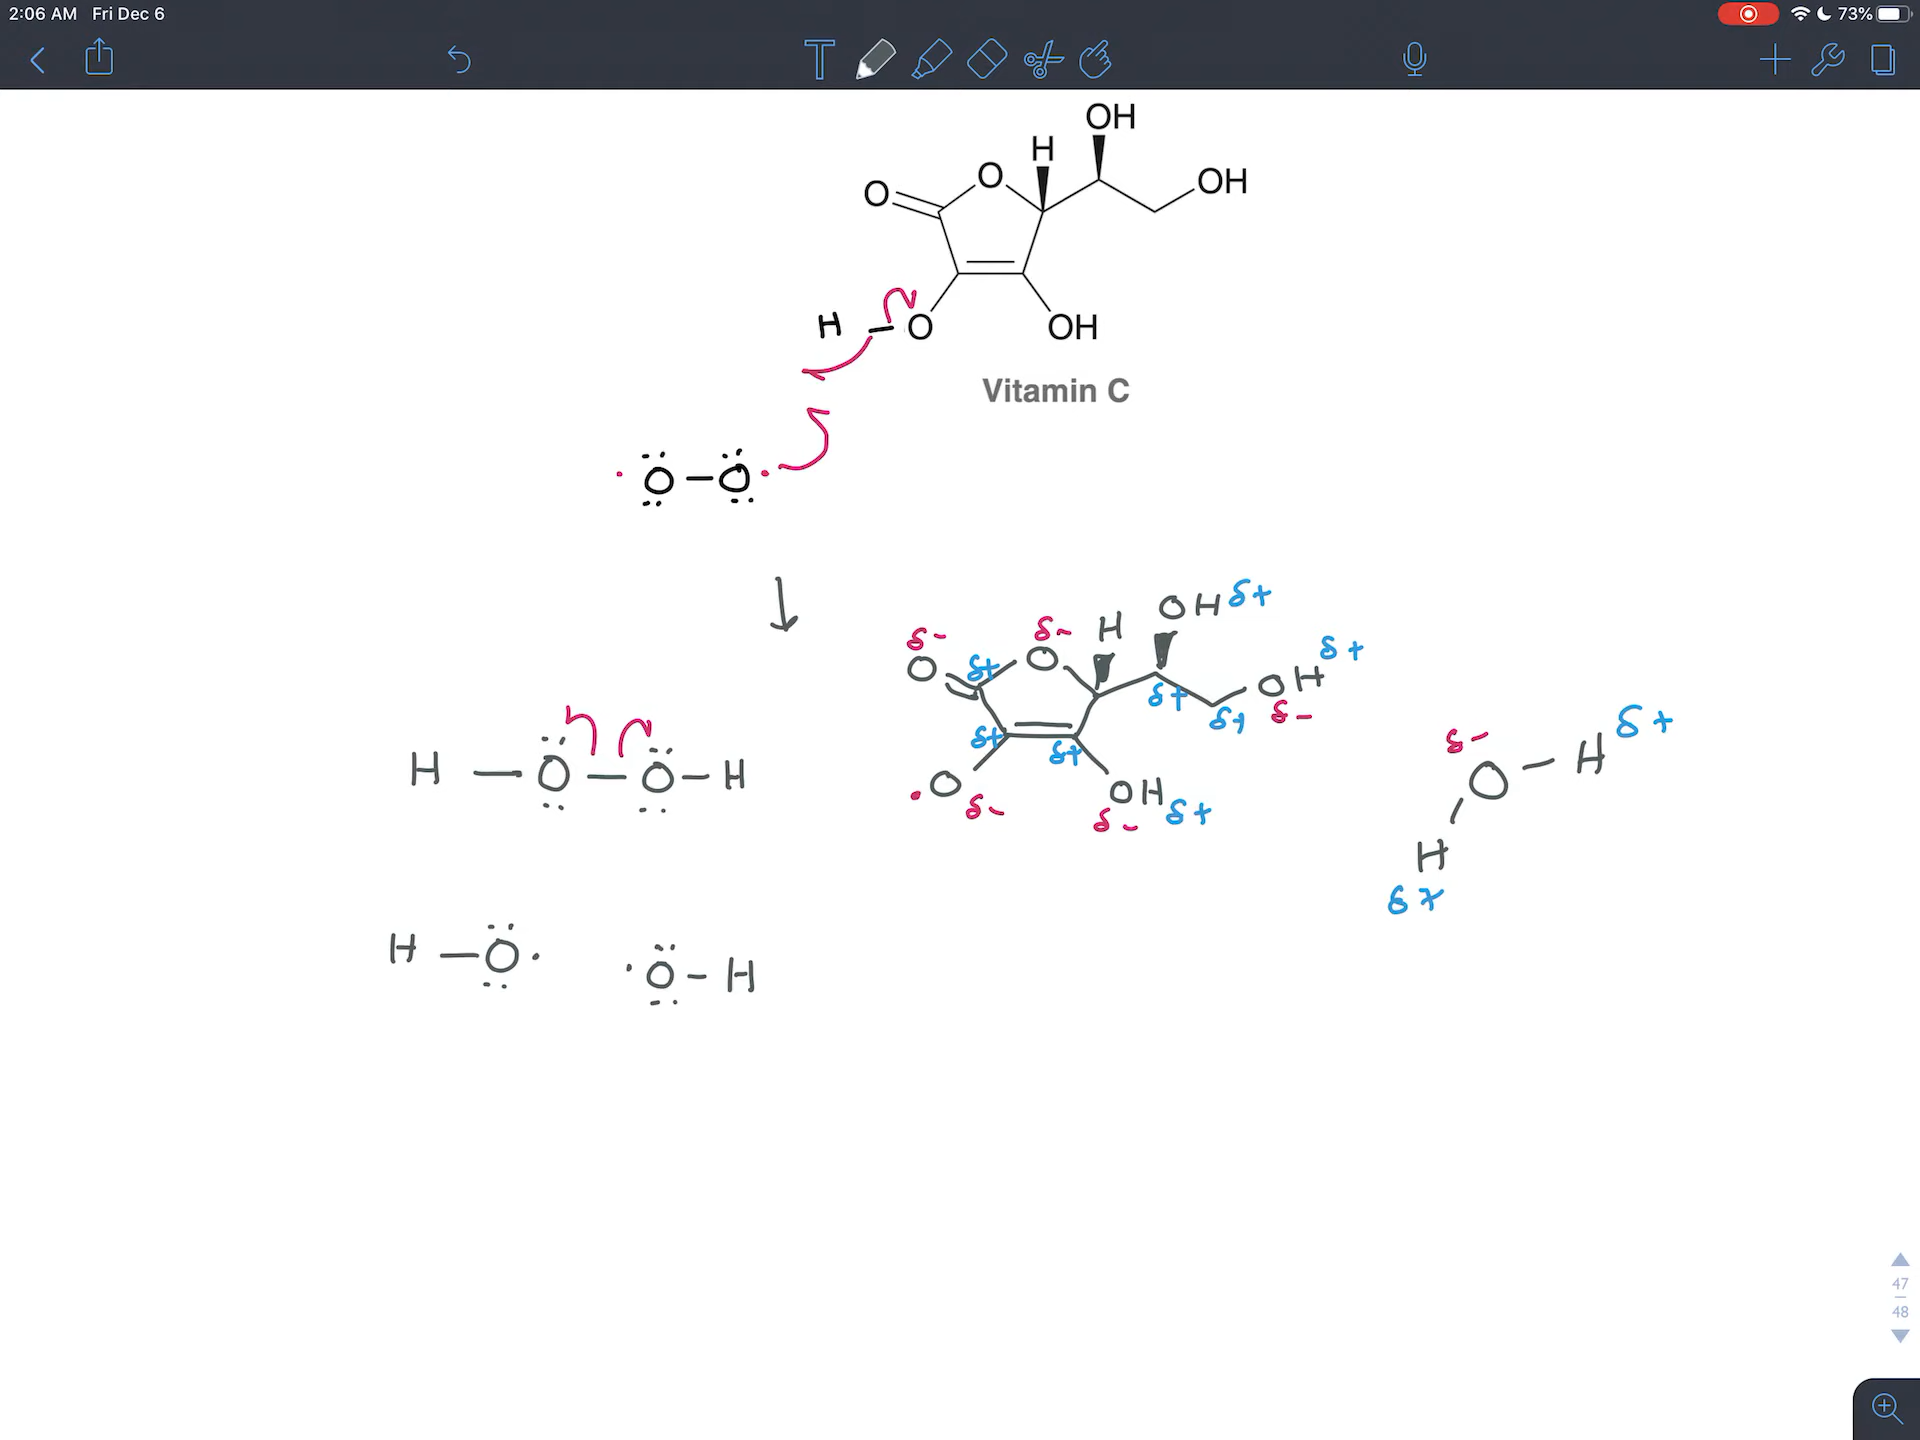 2:06 AM Fri Dec 6
73%
T
OH
H
O
O
OH
H
O
OH
Vitamin C
O – O
OH δ+
δ- δ- H
O δ+ O
δ+
OH
δ+ δ+ δ-
δ+ δ+
O δ-
OH δ+
δ-
H — O — O – H
δ- H δ+
O
H
δ+
H — O · · O – H
47
48